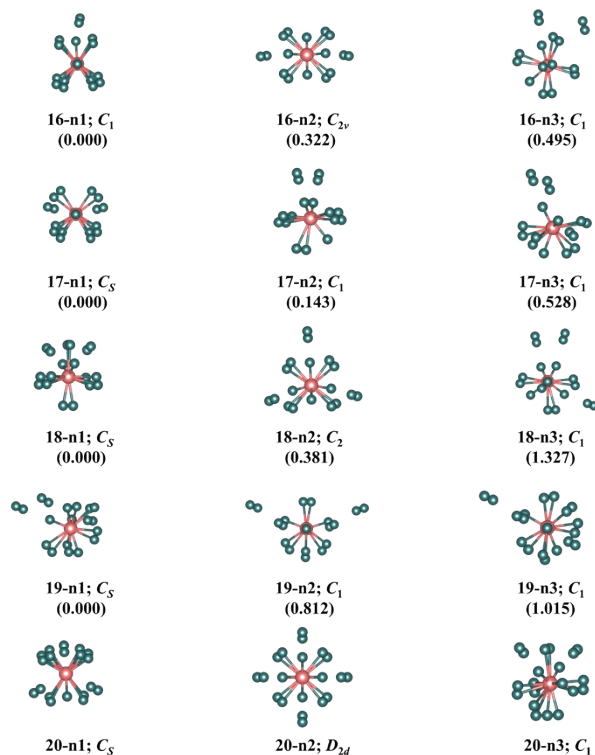 16-n1; C1 16-n2; C2v 16-n3; C1
(0.000) (0.322) (0.495)
17-n1; CS 17-n2; C1 17-n3; C1
(0.000) (0.143) (0.528)
18-n1; CS 18-n2; C2 18-n3; C1
(0.000) (0.381) (1.327)
19-n1; CS 19-n2; C1 19-n3; C1
(0.000) (0.812) (1.015)
20-n1; CS 20-n2; D2d 20-n3; C1